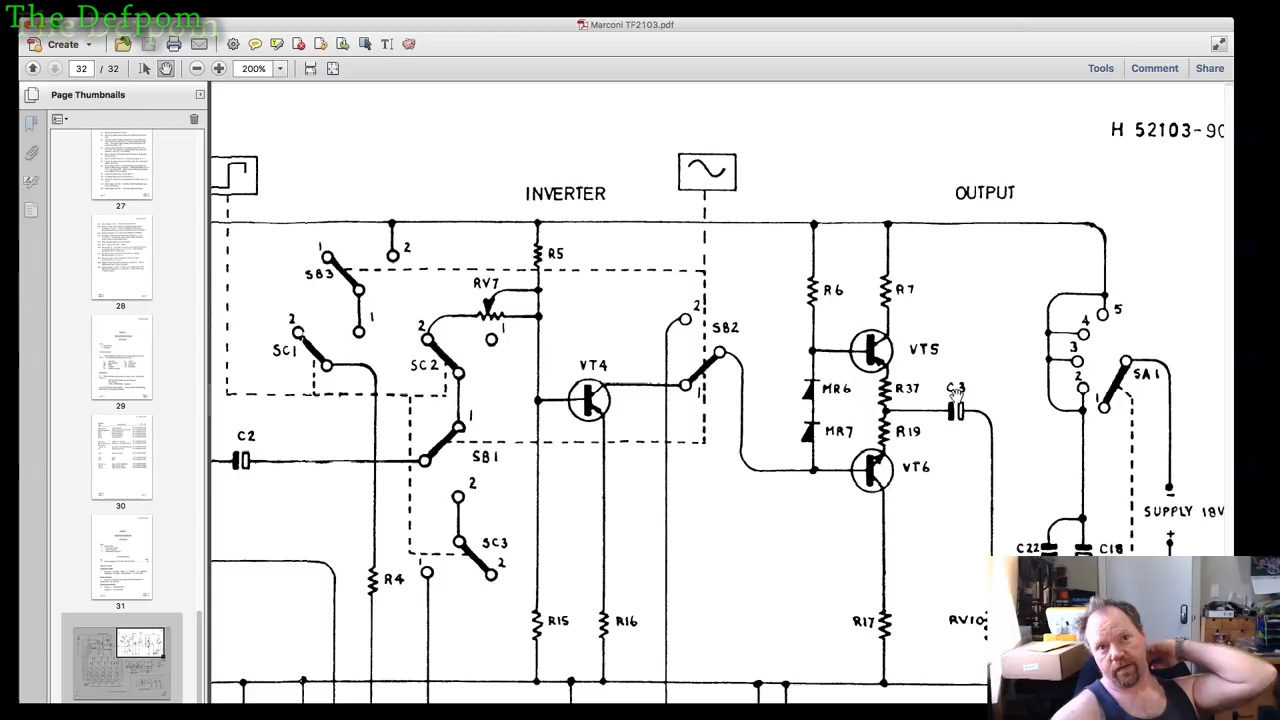 The Defpom
Marconi TF2103.pdf
Create
32 / 32
200%
Tools Comment Share
Page Thumbnails
27
28
29
30
31
H 52103-90
INVERTER
OUTPUT
1
2
SB3
1
R5
RV7
1
2
SC1
2
SC2
C2
1
SB1
2
SC3
2
R4
VT4
R15
R16
2
SB2
1
R6
R7
VT5
MR6
R37
MR7
R19
VT6
R17
C3
RV10
5
4
3
2
1
SA1
-
SUPPLY 18V
+
C22
C18